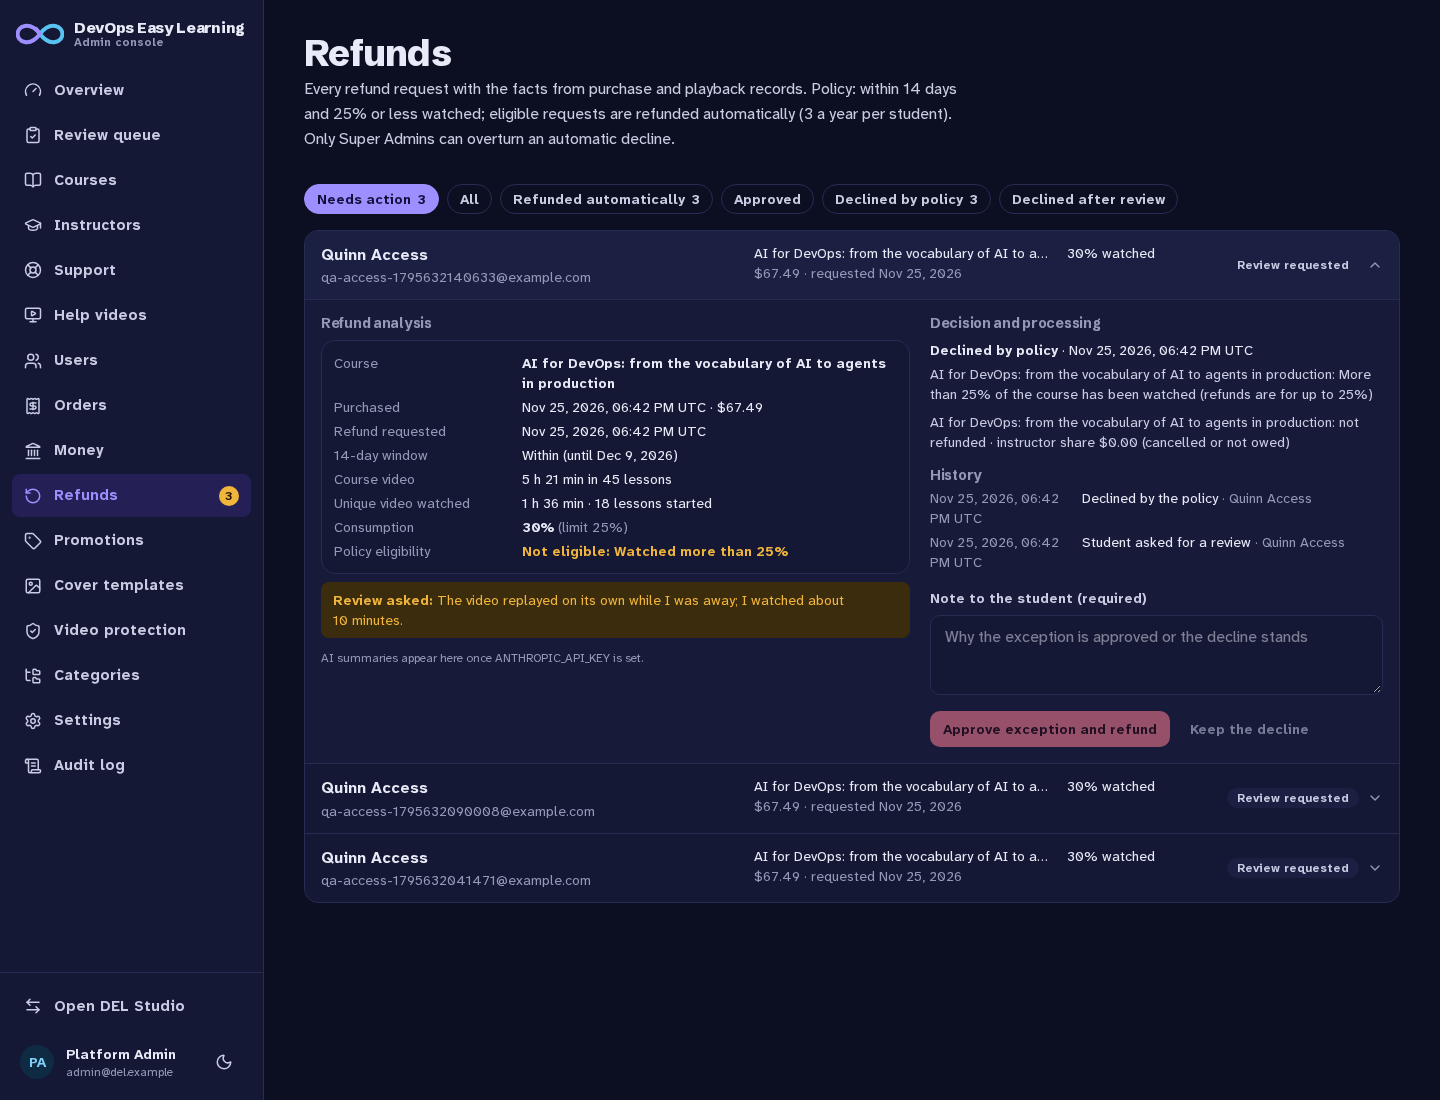 DevOps Easy Learning
Admin console
Overview
Review queue
Courses
Instructors
Support
Help videos
Users
Orders
Money
Refunds 3
Promotions
Cover templates
Video protection
Categories
Settings
Audit log
Open DEL Studio
PA
Platform Admin
admin@del.example
Refunds
Every refund request with the facts from purchase and playback records. Policy: within 14 days
and 25% or less watched; eligible requests are refunded automatically (3 a year per student).
Only Super Admins can overturn an automatic decline.
Needs action 3
All
Refunded automatically 3
Approved
Declined by policy 3
Declined after review
Quinn Access
qa-access-1795632140633@example.com
AI for DevOps: from the vocabulary of AI to a… 30% watched
$67.49 · requested Nov 25, 2026
Review requested
Refund analysis
Course AI for DevOps: from the vocabulary of AI to agents
in production
Purchased Nov 25, 2026, 06:42 PM UTC · $67.49
Refund requested Nov 25, 2026, 06:42 PM UTC
14-day window Within (until Dec 9, 2026)
Course video 5 h 21 min in 45 lessons
Unique video watched 1 h 36 min · 18 lessons started
Consumption 30% (limit 25%)
Policy eligibility Not eligible: Watched more than 25%
Review asked: The video replayed on its own while I was away; I watched about
10 minutes.
AI summaries appear here once ANTHROPIC_API_KEY is set.
Decision and processing
Declined by policy · Nov 25, 2026, 06:42 PM UTC
AI for DevOps: from the vocabulary of AI to agents in production: More
than 25% of the course has been watched (refunds are for up to 25%)
AI for DevOps: from the vocabulary of AI to agents in production: not
refunded · instructor share $0.00 (cancelled or not owed)
History
Nov 25, 2026, 06:42 PM UTC Declined by the policy · Quinn Access
Nov 25, 2026, 06:42 PM UTC Student asked for a review · Quinn Access
Note to the student (required)
Why the exception is approved or the decline stands
Approve exception and refund
Keep the decline
Quinn Access
qa-access-1795632090008@example.com
AI for DevOps: from the vocabulary of AI to a… 30% watched
$67.49 · requested Nov 25, 2026
Review requested
Quinn Access
qa-access-1795632041471@example.com
AI for DevOps: from the vocabulary of AI to a… 30% watched
$67.49 · requested Nov 25, 2026
Review requested